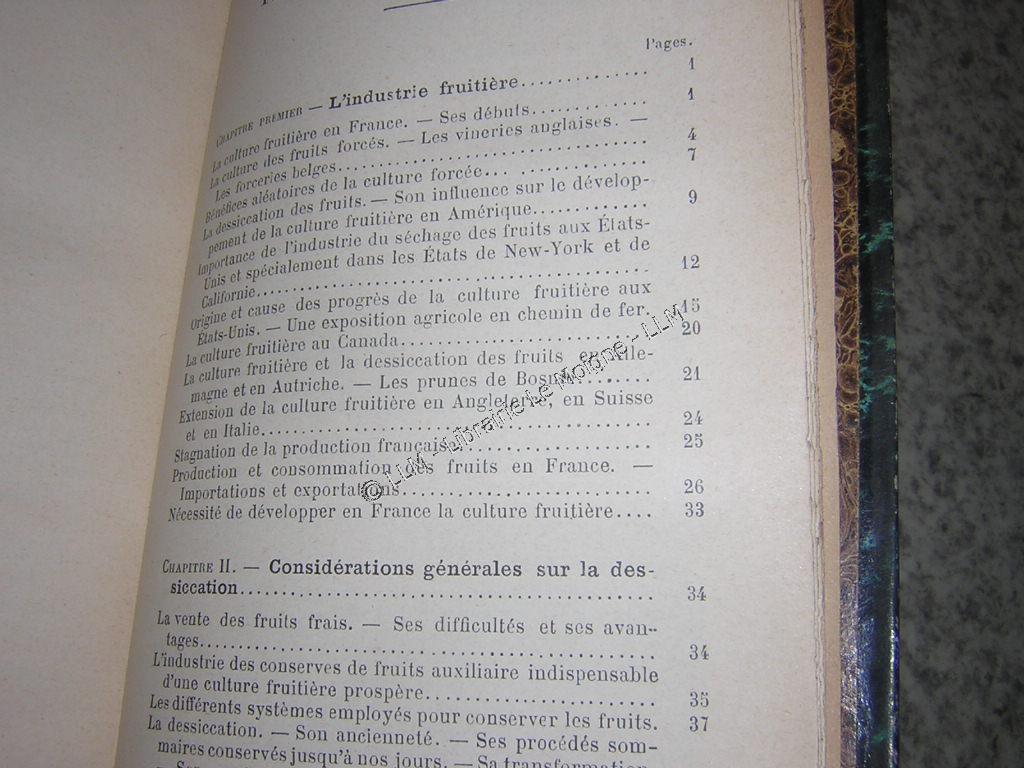 Pages.
CHAPITRE PREMIER — L'industrie fruitière.............. 1
La culture fruitière en France. — Ses débuts............ 1
La culture des fruits forcés. — Les vineries anglaises. —
Les forceries belges.............................. 4
Bénéfices aléatoires de la culture forcée... ............ 7
La dessiccation des fruits. — Son influence sur le dévelop-
pement de la culture fruitière en Amérique............ 9
Importance de l'industrie du séchage des fruits aux États-
Unis et spécialement dans les États de New-York et de
Californie........................................ 12
Origine et cause des progrès de la culture fruitière aux
États-Unis. — Une exposition agricole en chemin de fer. 15
La culture fruitière au Canada........................ 20
La culture fruitière et la dessiccation des fruits en Alle-
magne et en Autriche. — Les prunes de Bosnie........ 21
Extension de la culture fruitière en Angleterre, en Suisse
et en Italie........................................ 24
Stagnation de la production française.................. 25
Production et consommation des fruits en France. —
Importations et exportations........................ 26
Nécessité de développer en France la culture fruitière.... 33
CHAPITRE II. — Considérations générales sur la des-
siccation.......................................... 34
La vente des fruits frais. — Ses difficultés et ses avan-
tages.............................................. 34
L'industrie des conserves de fruits auxiliaire indispensable
d'une culture fruitière prospère...................... 35
Les différents systèmes employés pour conserver les fruits. 37
La dessiccation. — Son ancienneté. — Ses procédés som-
maires conservés jusqu'à nos jours. — Sa transformation
© LLM - Librairie Le Moigne - LLM